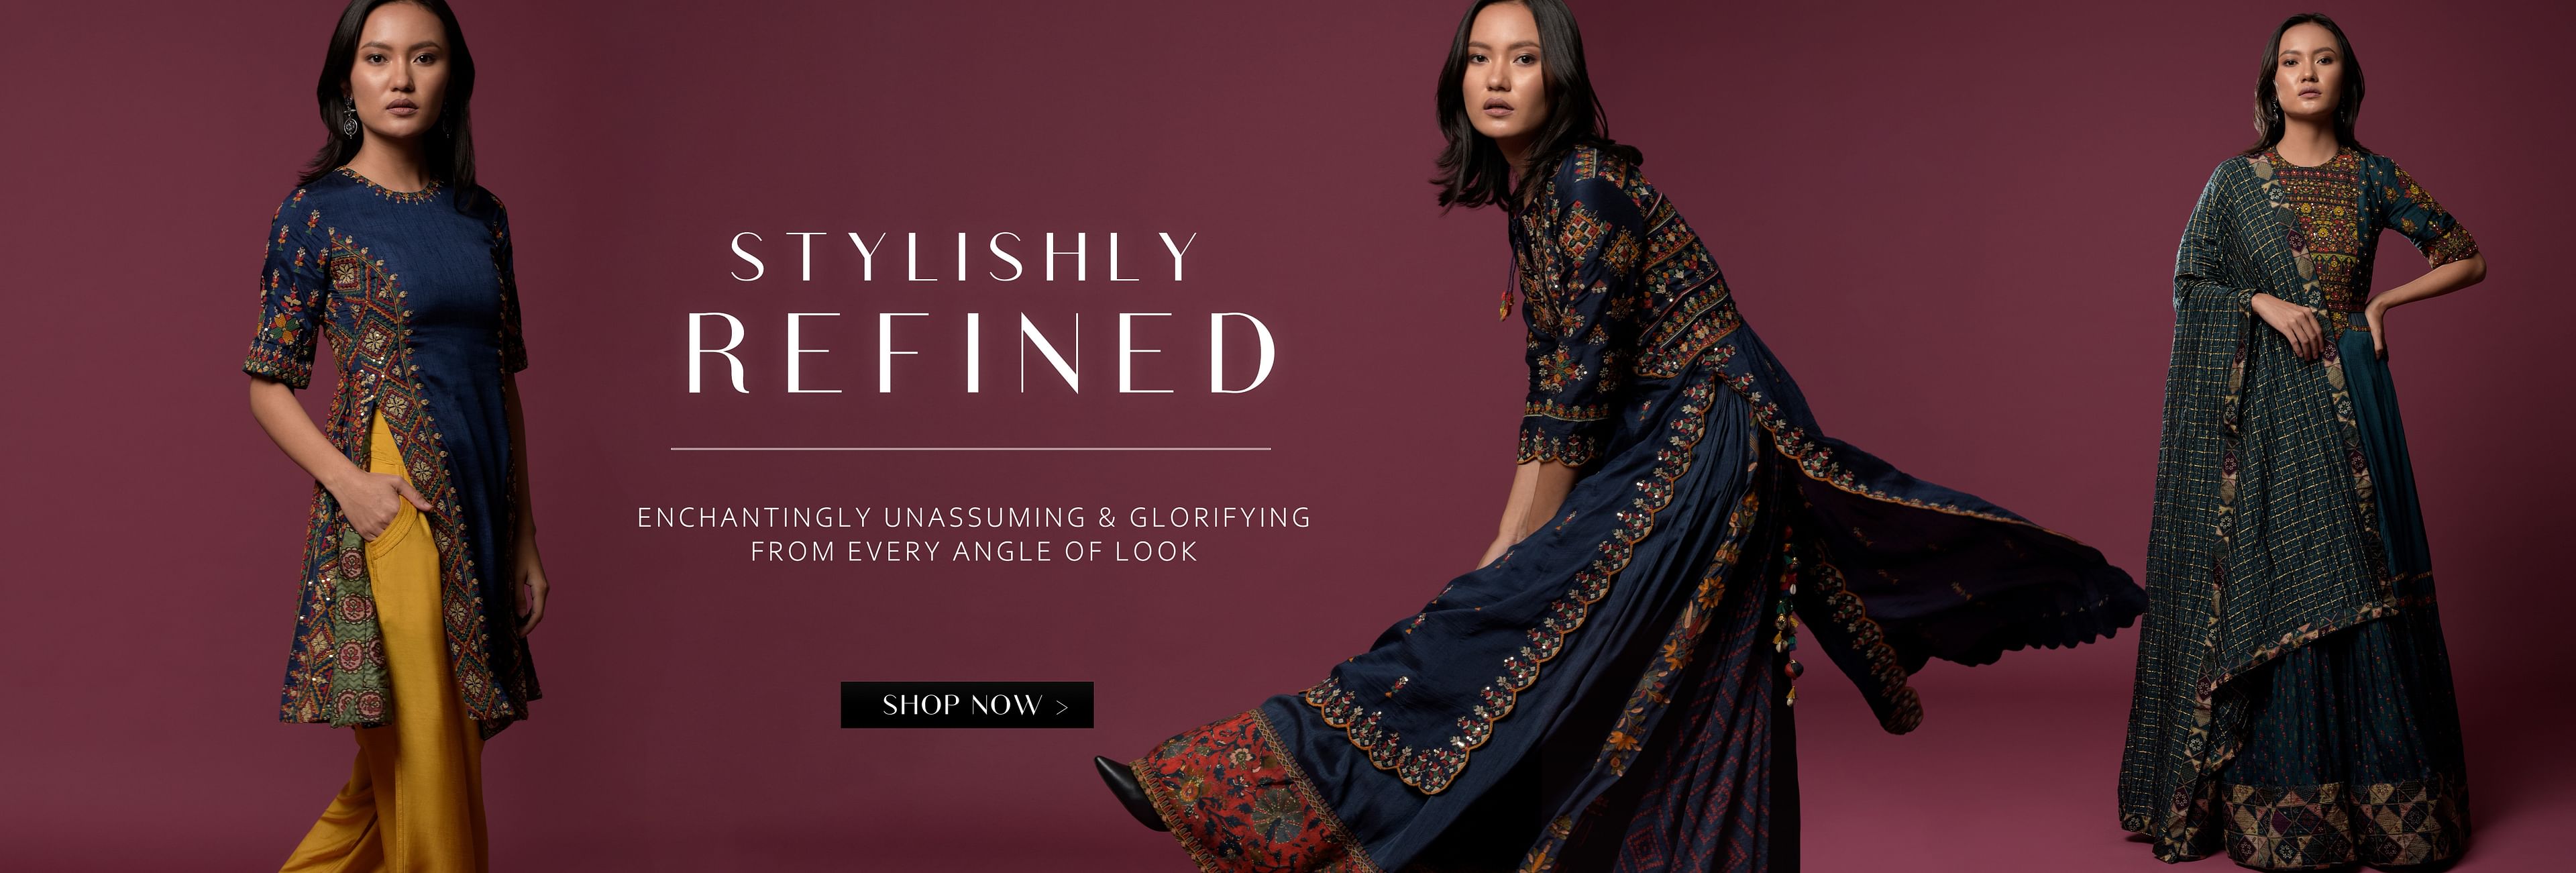 STYLISHLY
REFINED
ENCHANTINGLY UNASSUMING & GLORIFYING
FROM EVERY ANGLE OF LOOK
SHOP NOW >